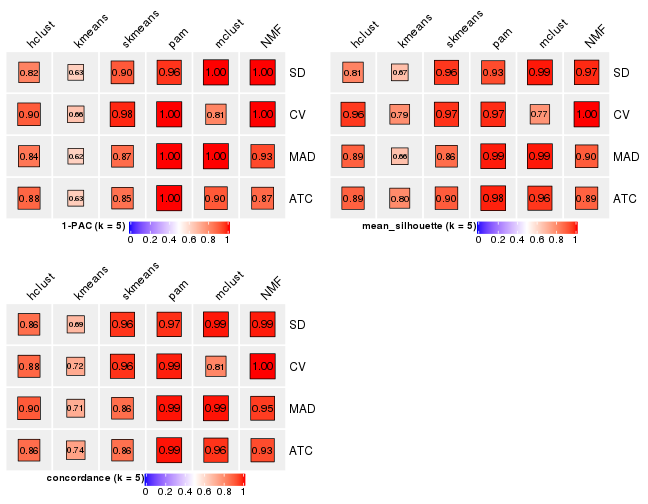 hclust kmeans skmeans pam mclust NMF
0.82 0.63 0.90 0.96 1.00 1.00 SD
0.90 0.66 0.98 1.00 0.81 1.00 CV
0.84 0.62 0.87 1.00 1.00 0.93 MAD
0.88 0.63 0.85 1.00 0.90 0.87 ATC
1-PAC (k = 5)
0 0.2 0.4 0.6 0.8 1
hclust kmeans skmeans pam mclust NMF
0.81 0.67 0.96 0.93 0.99 0.97 SD
0.96 0.79 0.97 0.97 0.77 1.00 CV
0.89 0.66 0.86 0.99 0.99 0.90 MAD
0.89 0.80 0.90 0.98 0.96 0.89 ATC
mean_silhouette (k = 5)
0 0.2 0.4 0.6 0.8 1
hclust kmeans skmeans pam mclust NMF
0.86 0.69 0.96 0.97 0.99 0.99 SD
0.88 0.72 0.96 0.99 0.81 1.00 CV
0.90 0.71 0.86 0.99 0.99 0.95 MAD
0.86 0.74 0.86 0.99 0.96 0.93 ATC
concordance (k = 5)
0 0.2 0.4 0.6 0.8 1